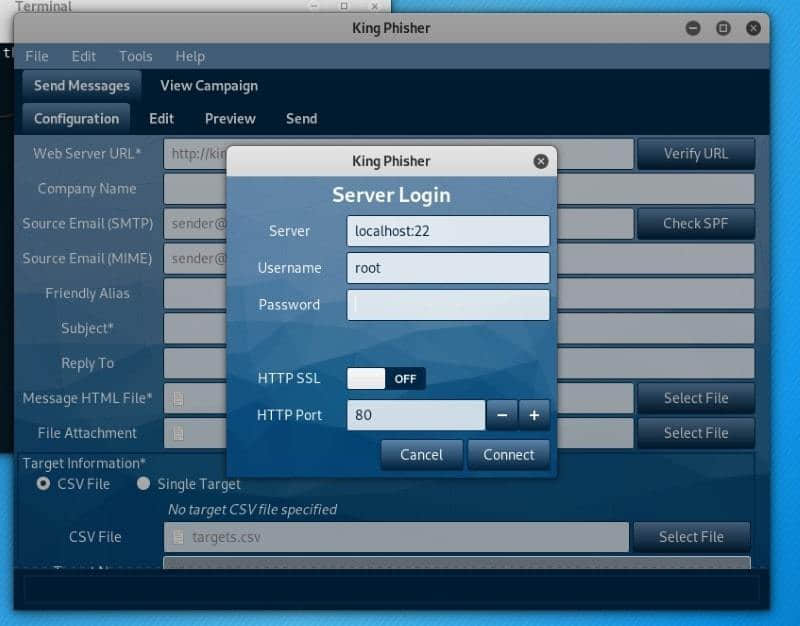 Terminal
King Phisher
File Edit Tools Help
Send Messages View Campaign
Configuration Edit Preview Send
Web Server URL* http://kin Verify URL
Company Name
Source Email (SMTP) sender@ Check SPF
Source Email (MIME) sender@
Friendly Alias
Subject*
Reply To
Message HTML File* Select File
File Attachment Select File
Target Information*
CSV File Single Target
No target CSV file specified
CSV File targets.csv Select File
King Phisher
Server Login
Server localhost:22
Username root
Password
HTTP SSL OFF
HTTP Port 80 − +
Cancel Connect